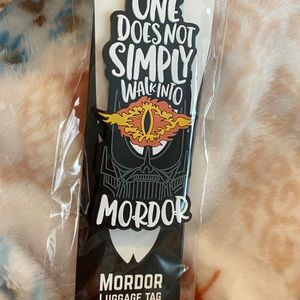 ONE
DOES NOT
SIMPLY
WALK INTO
MORDOR
MORDOR
LUGGAGE TAG